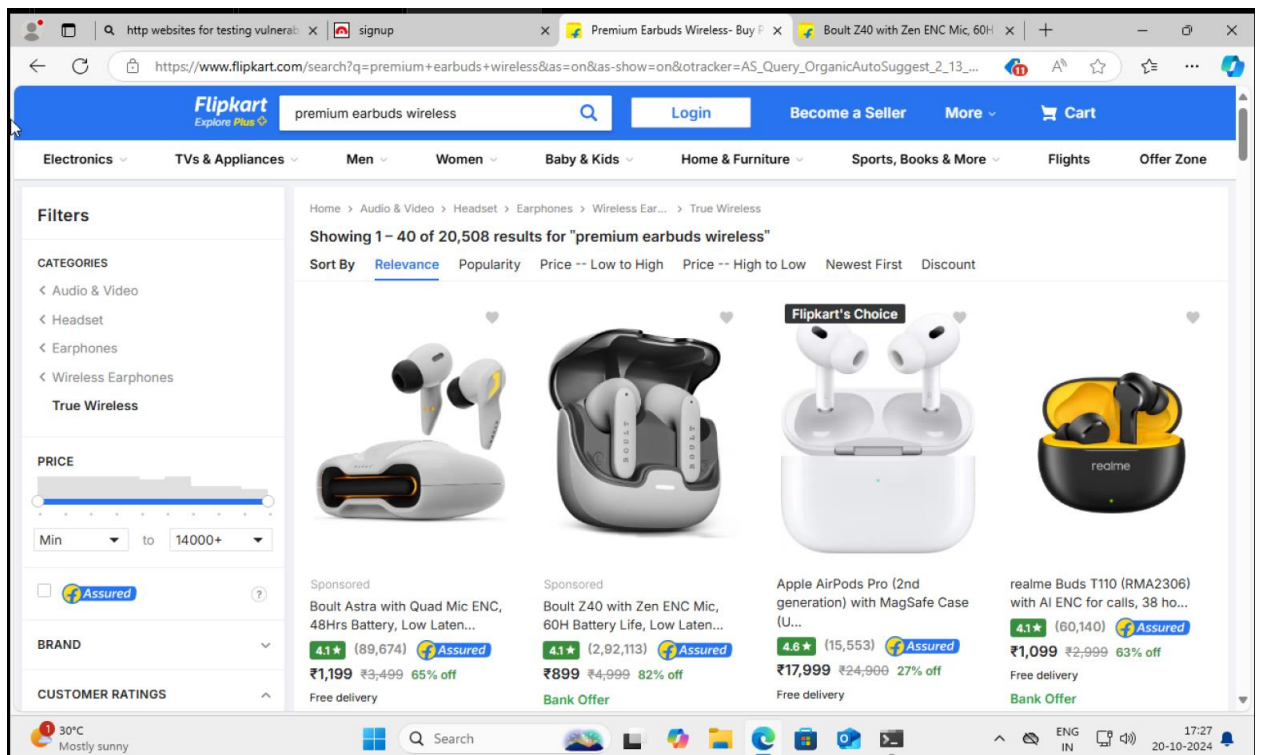 http websites for testing vulnerab
signup
Premium Earbuds Wireless- Buy P
Boult Z40 with Zen ENC Mic, 60H
https://www.flipkart.com/search?q=premium+earbuds+wireless&as=on&as-show=on&otracker=AS_Query_OrganicAutoSuggest_2_13_...
11
Flipkart
Explore Plus
premium earbuds wireless
Login
Become a Seller
More
Cart
Electronics
TVs & Appliances
Men
Women
Baby & Kids
Home & Furniture
Sports, Books & More
Flights
Offer Zone
Filters
CATEGORIES
Audio & Video
Headset
Earphones
Wireless Earphones
True Wireless
PRICE
Min
to
14000+
Assured
?
BRAND
CUSTOMER RATINGS
Home > Audio & Video > Headset > Earphones > Wireless Ear... > True Wireless
Showing 1 – 40 of 20,508 results for "premium earbuds wireless"
Sort By Relevance Popularity Price -- Low to High Price -- High to Low Newest First Discount
Sponsored
Boult Astra with Quad Mic ENC,
48Hrs Battery, Low Laten...
4.1★ (89,674) Assured
₹1,199 ₹3,499 65% off
Free delivery
BOULT
BOULT
Sponsored
Boult Z40 with Zen ENC Mic,
60H Battery Life, Low Laten...
4.1★ (2,92,113) Assured
₹899 ₹4,999 82% off
Bank Offer
Flipkart's Choice
Apple AirPods Pro (2nd
generation) with MagSafe Case
(U...
4.6★ (15,553) Assured
₹17,999 ₹24,900 27% off
Free delivery
realme
realme Buds T110 (RMA2306)
with AI ENC for calls, 38 ho...
4.1★ (60,140) Assured
₹1,099 ₹2,999 63% off
Free delivery
Bank Offer
1
30°C
Mostly sunny
Search
ENG
IN
17:27
20-10-2024